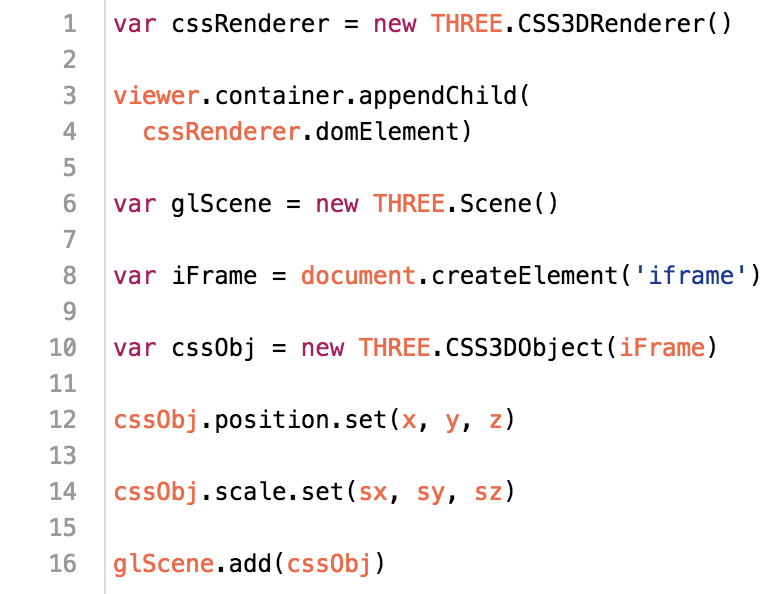 1 var cssRenderer = new THREE.CSS3DRenderer()
2
3 viewer.container.appendChild(
4 cssRenderer.domElement)
5
6 var glScene = new THREE.Scene()
7
8 var iFrame = document.createElement('iframe')
9
10 var cssObj = new THREE.CSS3DObject(iFrame)
11
12 cssObj.position.set(x, y, z)
13
14 cssObj.scale.set(sx, sy, sz)
15
16 glScene.add(cssObj)